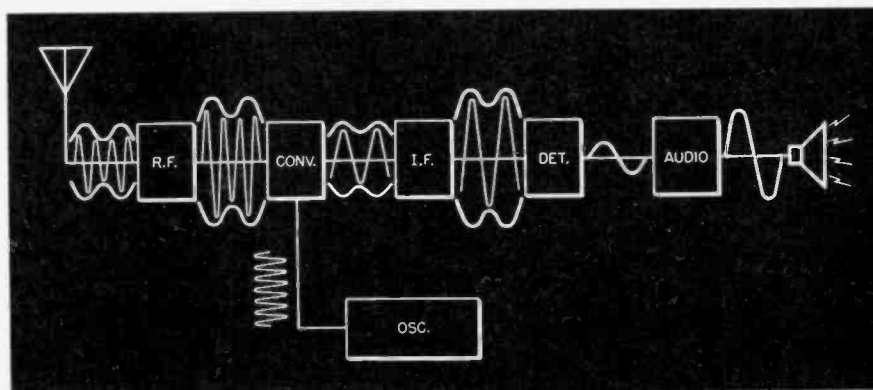 R.F.
CONV.
I.F.
DET.
AUDIO
OSC.